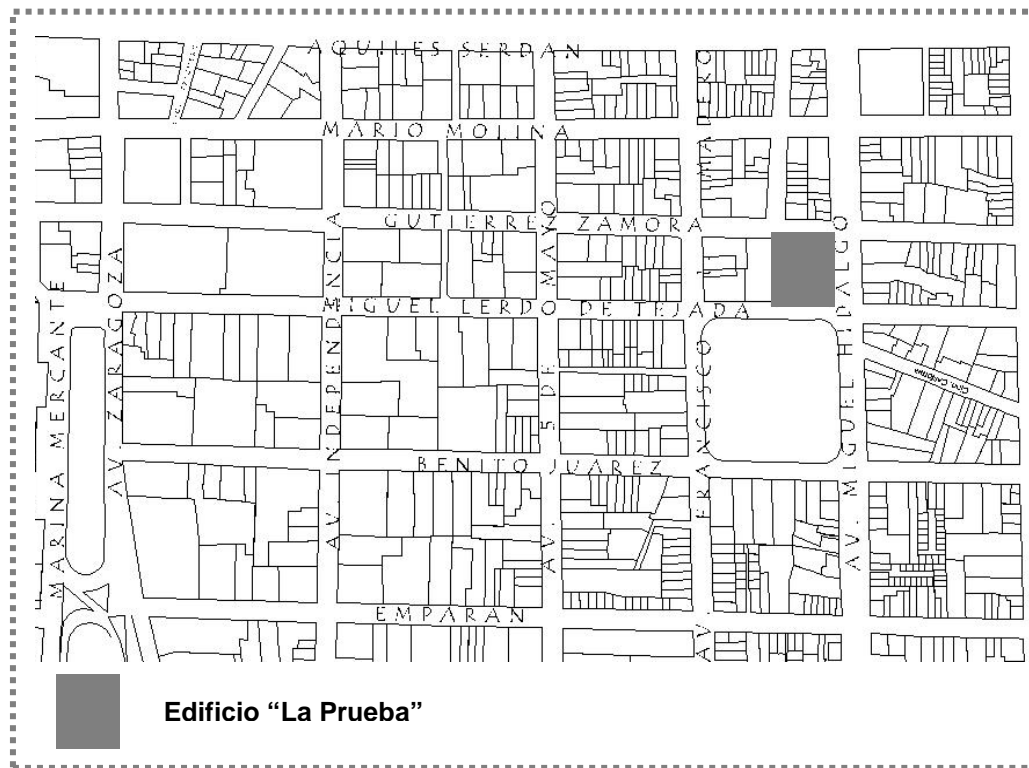 AQUILES SERDAN
MARIO MOLINA
GUTIERREZ ZAMORA
MIGUEL LERDO DE TEJADA
BENITO JUAREZ
EMPARAN
MARINA MERCANTE
AV. ZARAGOZA
AV. INDEPENDENCIA
AV. 5 DE MAYO
AV. FRANCISCO I. MADERO
AV. MIGUEL HIDALGO
Edificio “La Prueba”